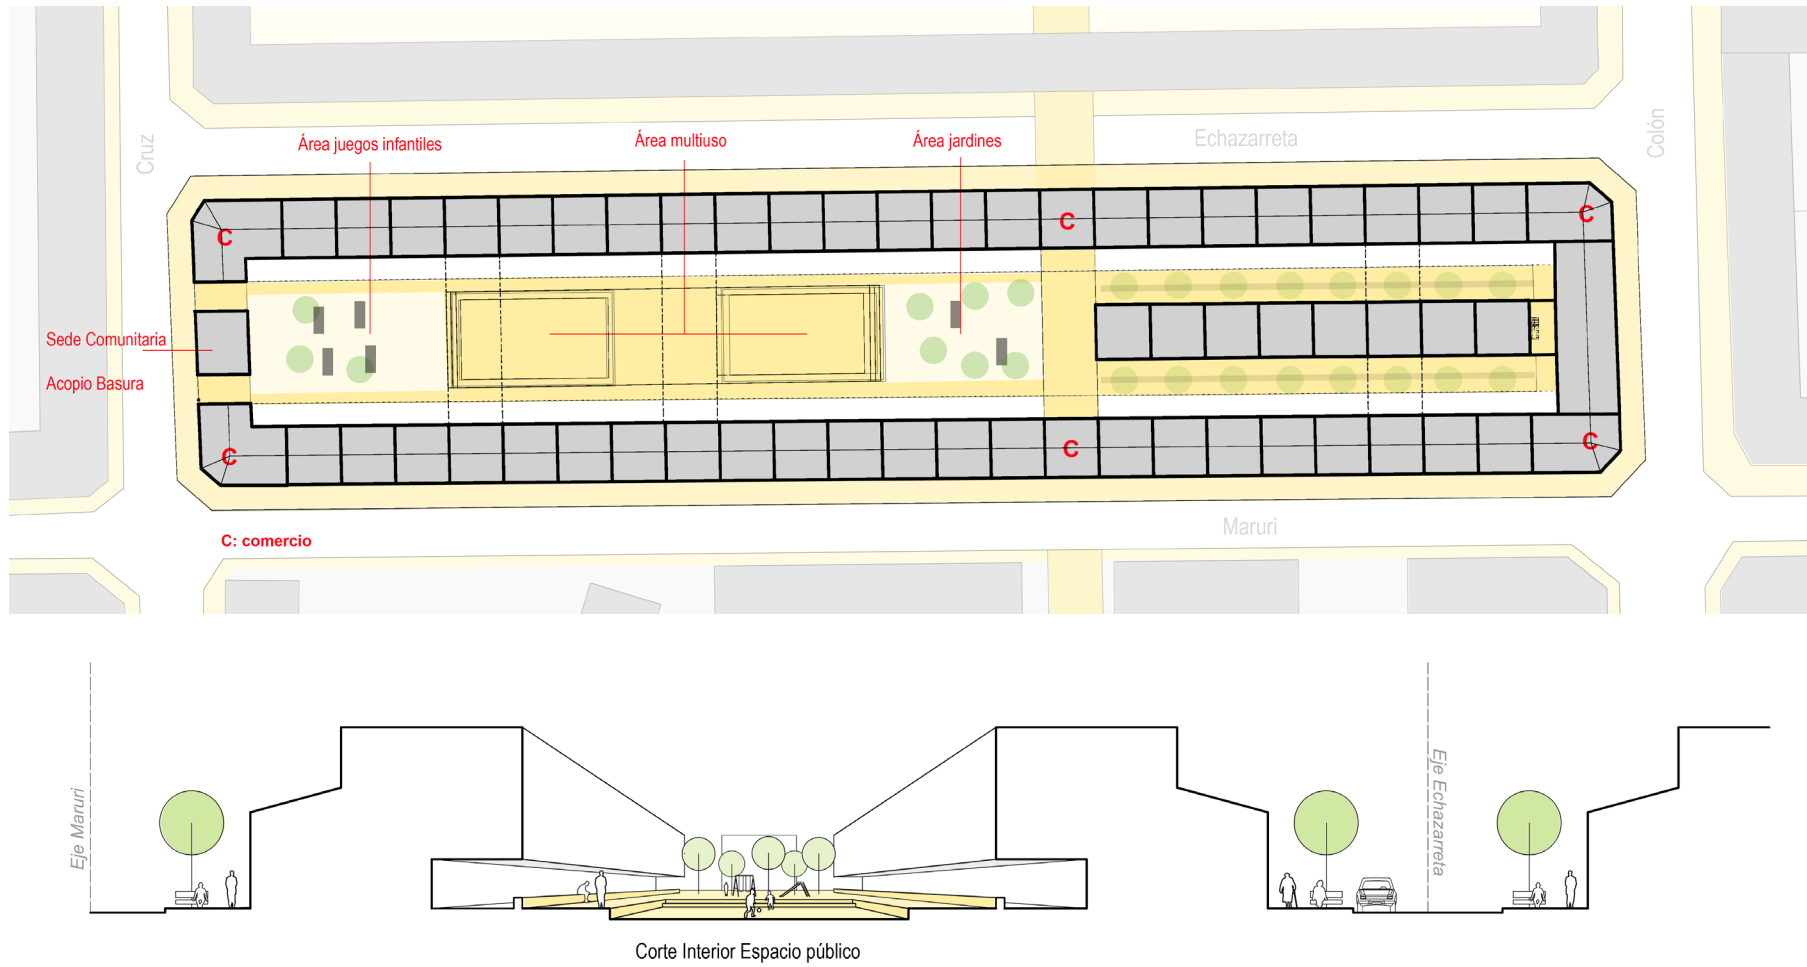 Echazarreta
Colón
Cruz
Área juegos infantiles
Área multiuso
Área jardines
C
C
C
Sede Comunitaria
Acopio Basura
C
C
C
Maruri
C: comercio
Eje Maruri
Eje Echazarreta
Corte Interior Espacio público